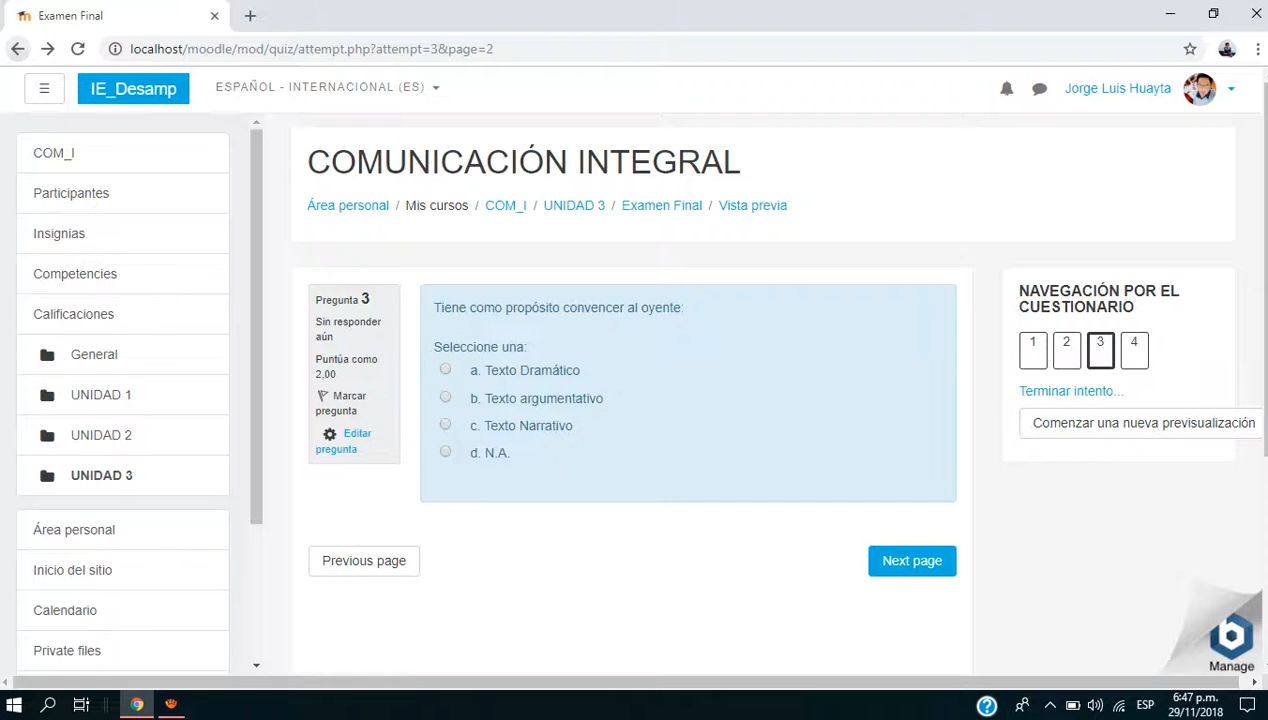 Examen Final
localhost/moodle/mod/quiz/attempt.php?attempt=3&page=2
IE_Desamp
ESPAÑOL - INTERNACIONAL (ES)
Jorge Luis Huayta
COM_I
Participantes
Insignias
Competencies
Calificaciones
General
UNIDAD 1
UNIDAD 2
UNIDAD 3
Área personal
Inicio del sitio
Calendario
Private files
COMUNICACIÓN INTEGRAL
Área personal / Mis cursos / COM_I / UNIDAD 3 / Examen Final / Vista previa
Pregunta 3
Sin responder
aún
Puntúa como
2,00
Marcar
pregunta
Editar
pregunta
Tiene como propósito convencer al oyente:
Seleccione una:
a. Texto Dramático
b. Texto argumentativo
c. Texto Narrativo
d. N.A.
Previous page
Next page
NAVEGACIÓN POR EL
CUESTIONARIO
1 2 3 4
Terminar intento...
Comenzar una nueva previsualización
Manage
ESP
6:47 p.m.
29/11/2018